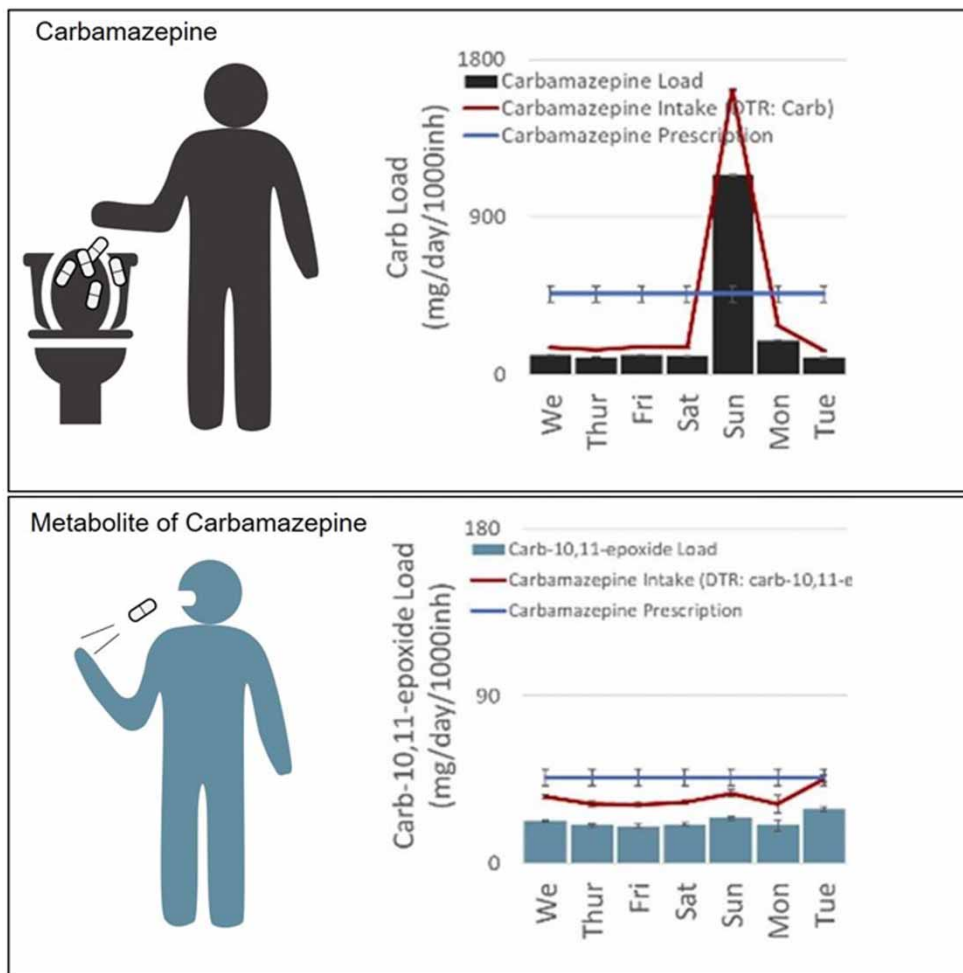 Carbamazepine
Carb Load
(mg/day/1000inh)
1800
900
0
Carbamazepine Load
Carbamazepine Intake (DTR: Carb)
Carbamazepine Prescription
We
Thur
Fri
Sat
Sun
Mon
Tue
Metabolite of Carbamazepine
Carb-10,11-epoxide Load
(mg/day/1000inh)
180
90
0
Carb-10,11-epoxide Load
Carbamazepine Intake (DTR: carb-10,11-e
Carbamazepine Prescription
We
Thur
Fri
Sat
Sun
Mon
Tue